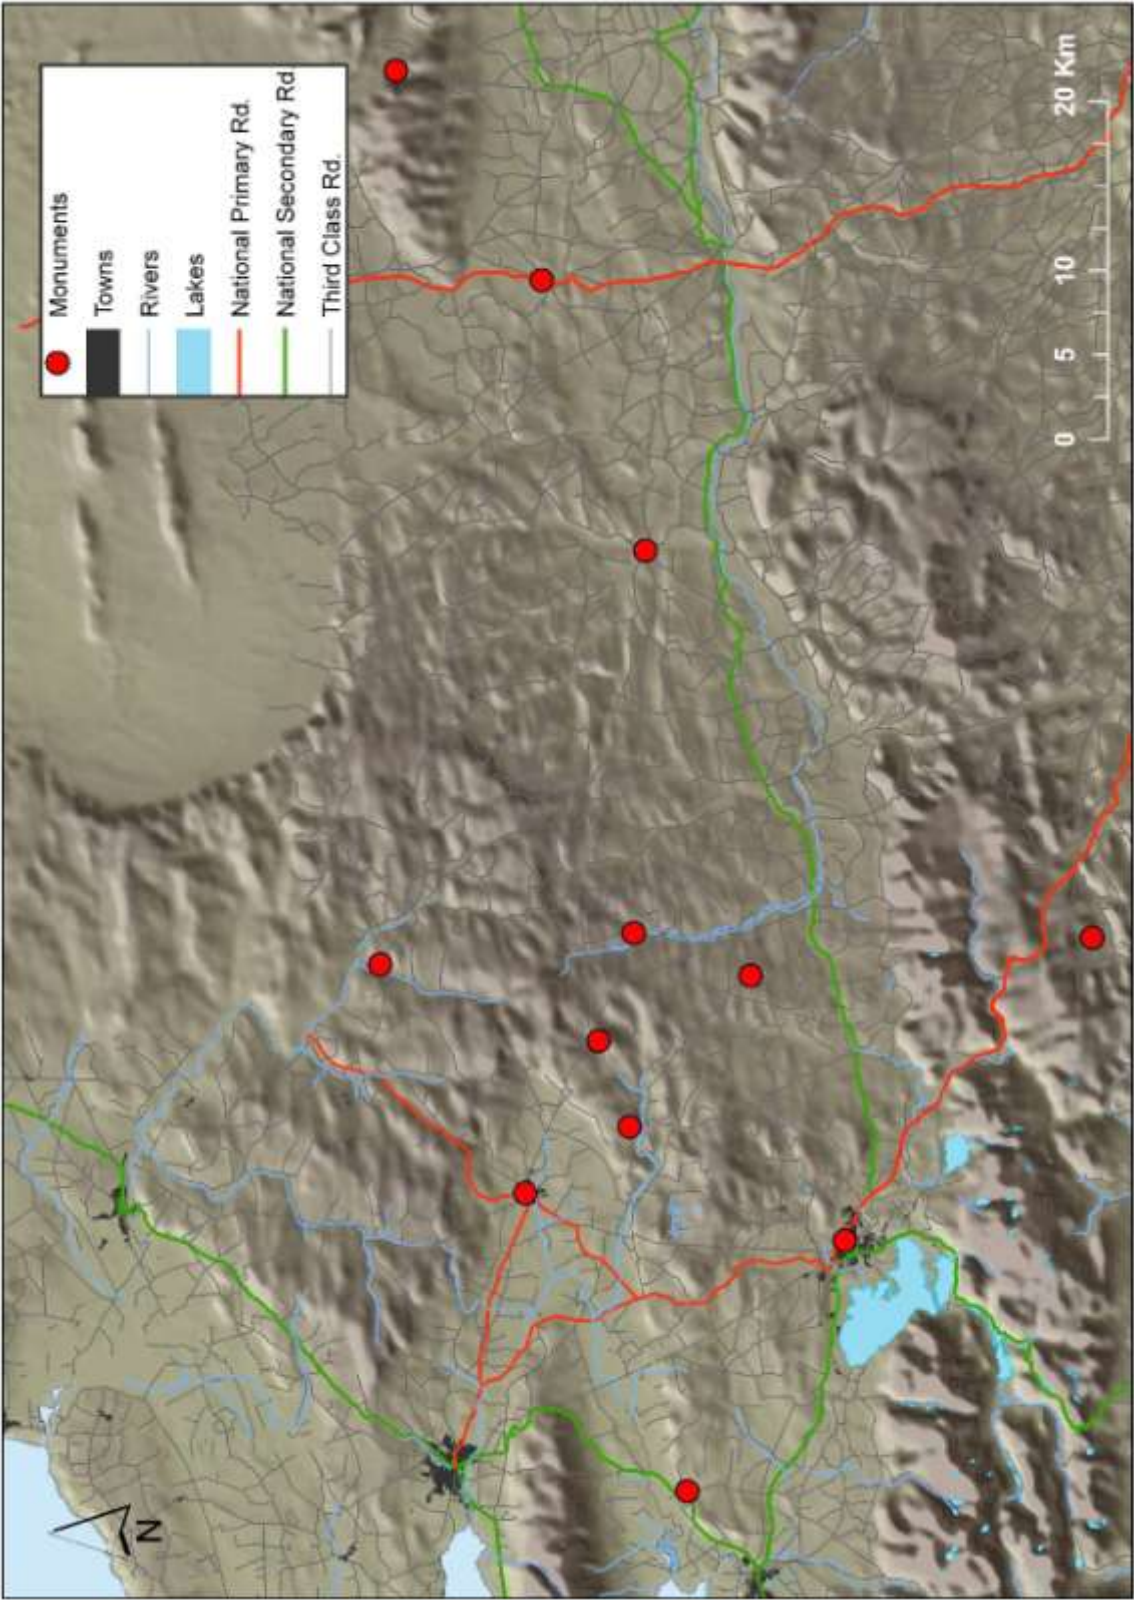 Monuments
Towns
Rivers
Lakes
National Primary Rd.
National Secondary Rd
Third Class Rd.
N
0 5 10 20 Km